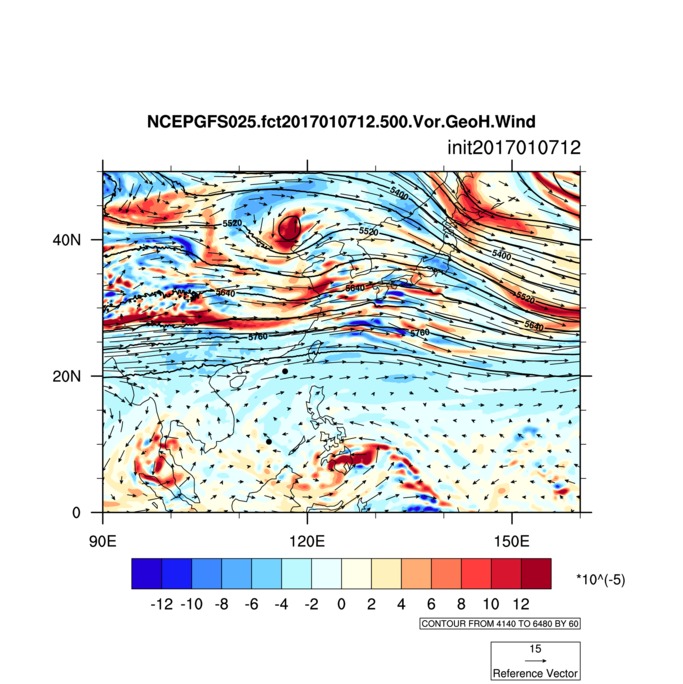 NCEPGFS025.fct2017010712.500.Vor.GeoH.Wind
init2017010712
5400
5520
5520
40N
5400
5640
5640
5520
5640
5760
5760
20N
0
90E 120E 150E
*10^(-5)
-12 -10 -8 -6 -4 -2 0 2 4 6 8 10 12
CONTOUR FROM 4140 TO 6480 BY 60
15
Reference Vector